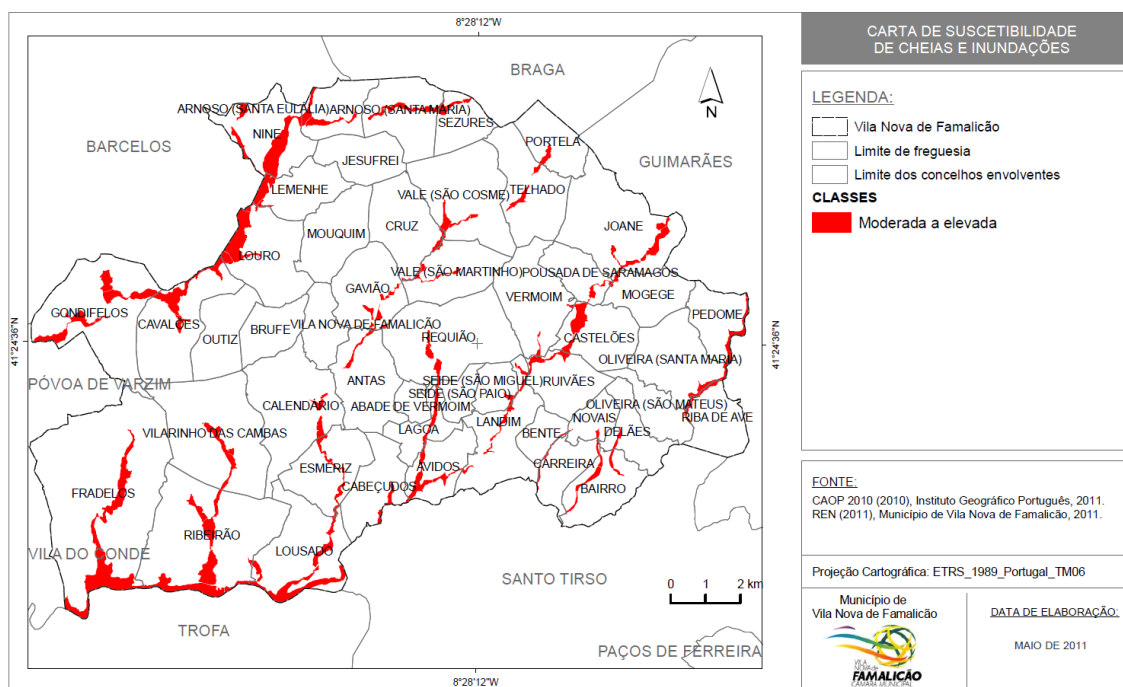 8°28'12"W
BRAGA
ARNOSO (SANTA EULÁLIA)
ARNOSO (SANTA MARIA)
SEZURES
NINE
BARCELOS
PORTELA
JESUFREI
GUIMARÃES
LEMENHE
VALE (SÃO COSME)
TELHADO
MOUQUIM
CRUZ
JOANE
LOURO
VALE (SÃO MARTINHO)
POUSADA DE SARAMAGOS
GAVIÃO
VERMOIM
MOGEGE
GONDIFELOS
CAVALÕES
OUTIZ
BRUFE
VILA NOVA DE FAMALICÃO
REQUIÃO
CASTELÕES
PEDOME
41°24'36"N
41°24'36"N
OLIVEIRA (SANTA MARIA)
PÓVOA DE VARZIM
ANTAS
SEIDE (SÃO MIGUEL)
RUIVÃES
SEIDE (SÃO PAIO)
CALENDÁRIO
ABADE DE VERMOIM
OLIVEIRA (SÃO MATEUS)
RIBA DE AVE
LANDIM
NOVAIS
LAGOA
BENTE
DELÃES
VILARINHO DAS CAMBAS
ESMERIZ
AVIDOS
CARREIRA
CABEÇUDOS
BAIRRO
FRADELOS
RIBEIRÃO
LOUSADO
VILA DO CONDE
SANTO TIRSO
TROFA
PAÇOS DE FERREIRA
N
0 1 2 km
8°28'12"W
CARTA DE SUSCETIBILIDADE
DE CHEIAS E INUNDAÇÕES
LEGENDA:
Vila Nova de Famalicão
Limite de freguesia
Limite dos concelhos envolventes
CLASSES
Moderada a elevada
FONTE:
CAOP 2010 (2010), Instituto Geográfico Português, 2011.
REN (2011), Município de Vila Nova de Famalicão, 2011.
Projeção Cartográfica: ETRS_1989_Portugal_TM06
Município de
Vila Nova de Famalicão
VILA
NOVA DE
FAMALICÃO
CÂMARA MUNICIPAL
DATA DE ELABORAÇÃO:
MAIO DE 2011